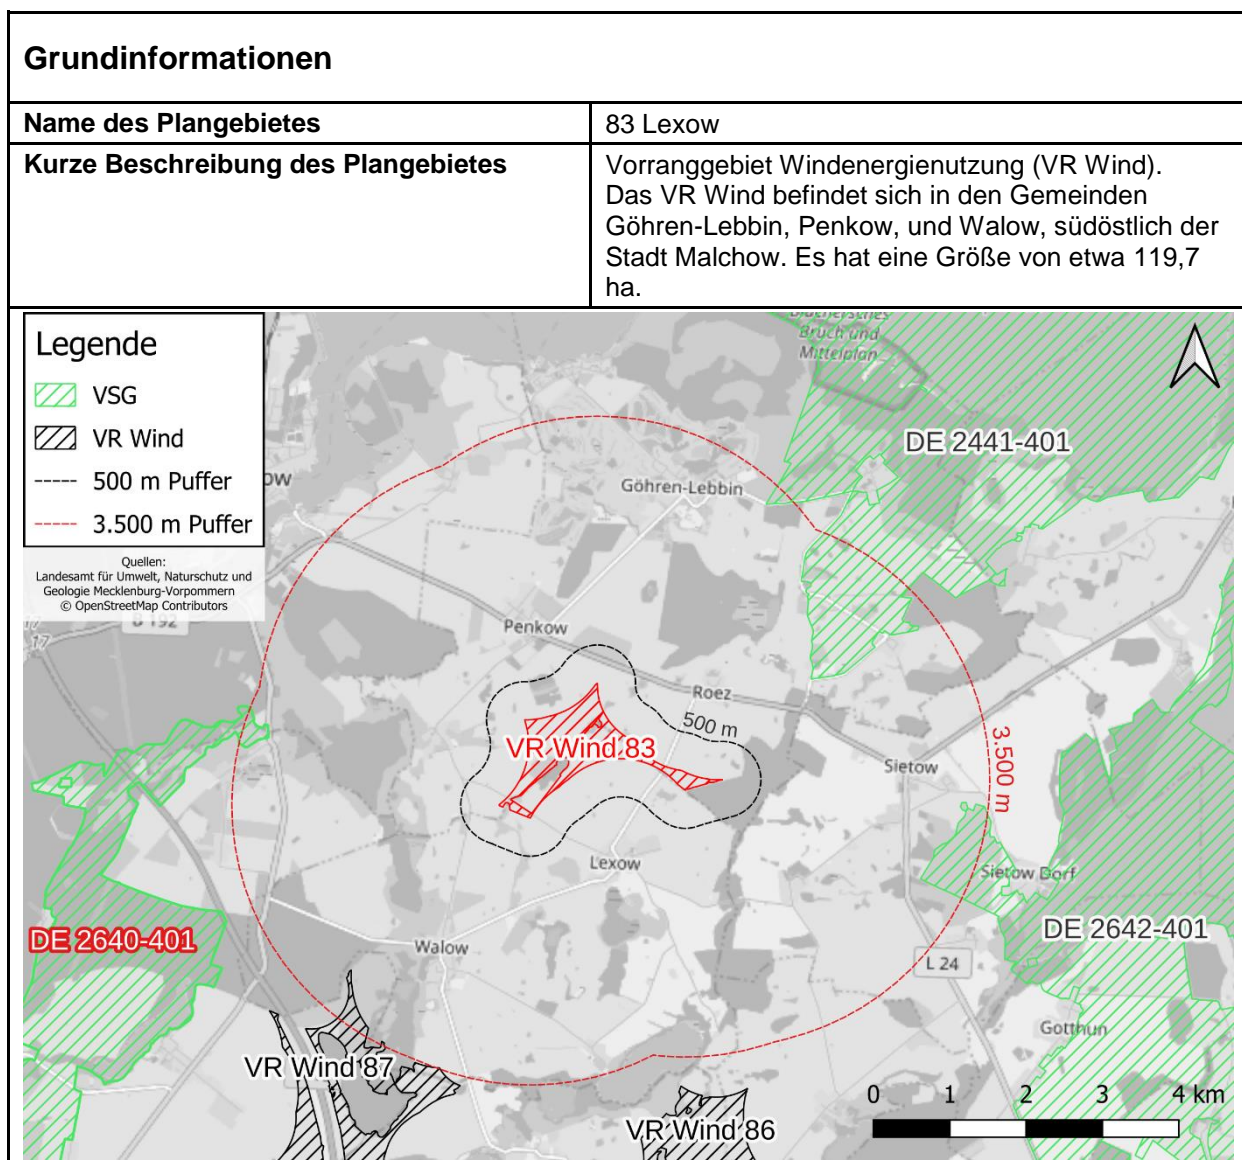 Grundinformationen
Name des Plangebietes
83 Lexow
Kurze Beschreibung des Plangebietes
Vorranggebiet Windenergienutzung (VR Wind).
Das VR Wind befindet sich in den Gemeinden
Göhren-Lebbin, Penkow, und Walow, südöstlich der
Stadt Malchow. Es hat eine Größe von etwa 119,7
ha.
Legende
VSG
VR Wind
500 m Puffer
3.500 m Puffer
Quellen:
Landesamt für Umwelt, Naturschutz und
Geologie Mecklenburg-Vorpommern
© OpenStreetMap Contributors
Bruch und
Mittelplan
DE 2441-401
ow
Göhren-Lebbin
B 192
17
17
Penkow
Roez
500 m
VR Wind 83
3.500 m
Sietow
Lexow
Sietow Dorf
DE 2640-401
Walow
DE 2642-401
L 24
Gotthun
VR Wind 87
VR Wind 86
0 1 2 3 4 km